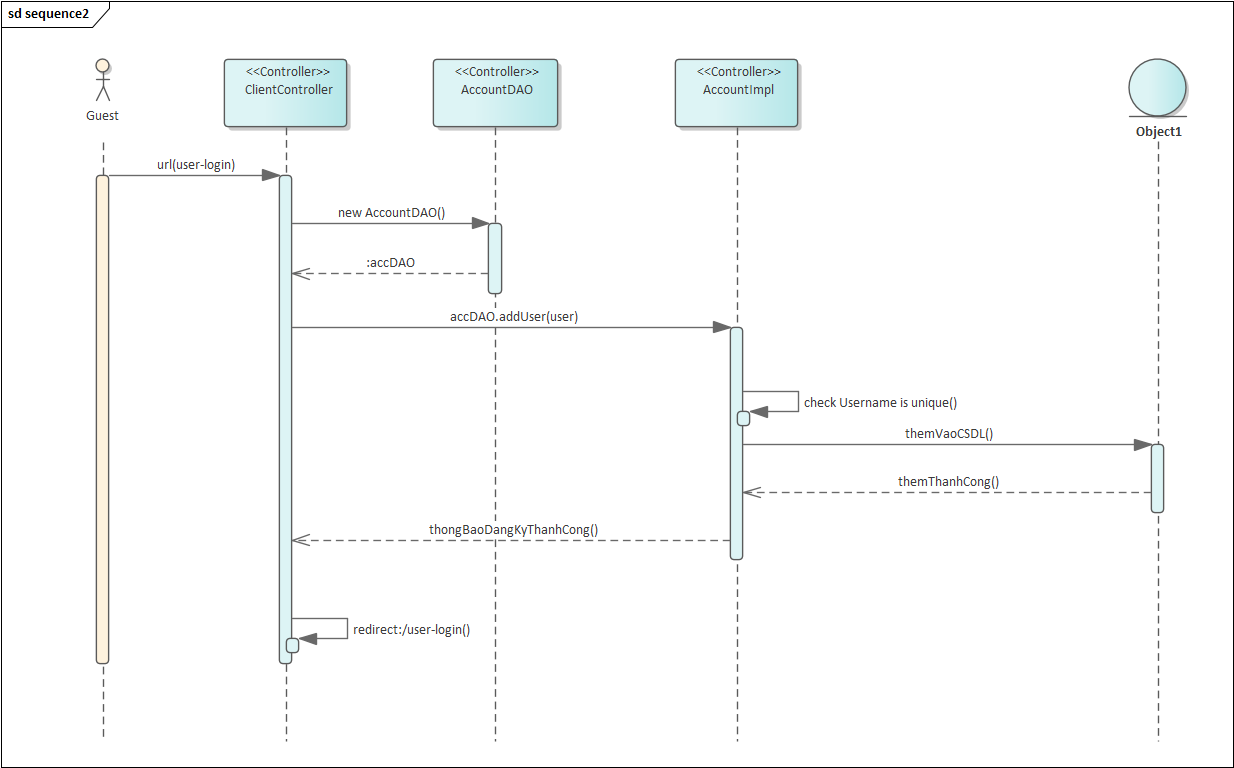 sd sequence2
Guest
<<Controller>>
ClientController
<<Controller>>
AccountDAO
<<Controller>>
AccountImpl
Object1
url(user-login)
new AccountDAO()
:accDAO
accDAO.addUser(user)
check Username is unique()
themVaoCSDL()
themThanhCong()
thongBaoDangKyThanhCong()
redirect:/user-login()